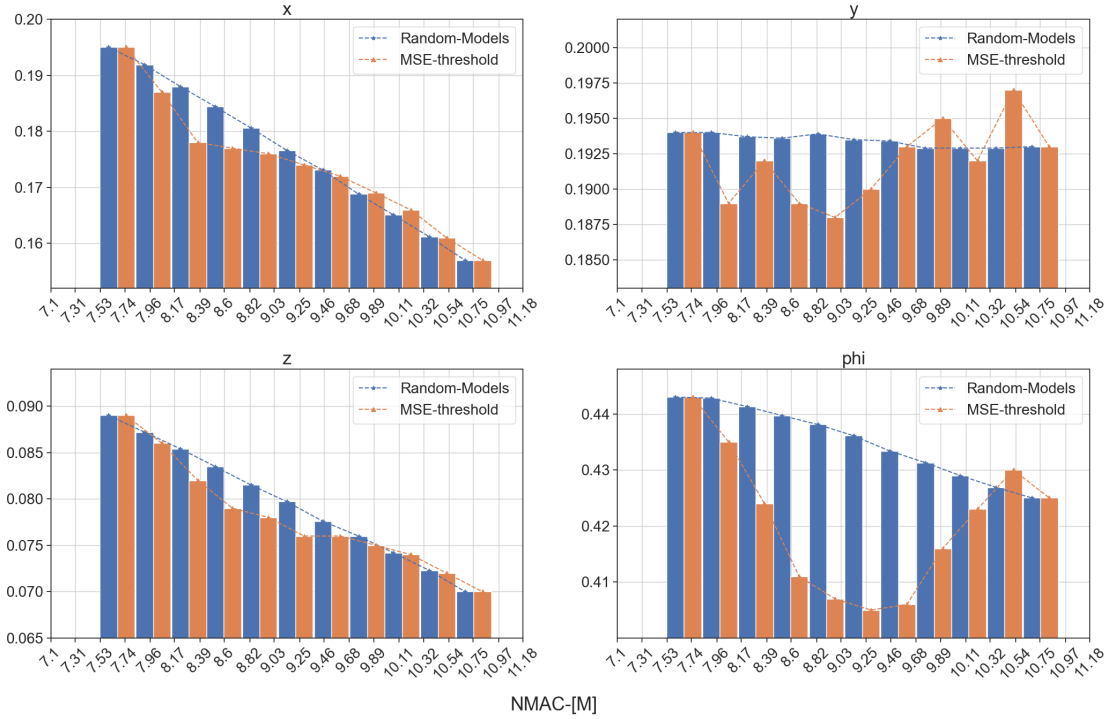 x
0.20
0.19
0.18
0.17
0.16
Random-Models
MSE-threshold
7.1 7.31 7.53 7.74 7.96 8.17 8.39 8.6 8.82 9.03 9.25 9.46 9.68 9.89 10.11 10.32 10.54 10.75 10.97 11.18
y
0.2000
0.1975
0.1950
0.1925
0.1900
0.1875
0.1850
Random-Models
MSE-threshold
7.1 7.31 7.53 7.74 7.96 8.17 8.39 8.6 8.82 9.03 9.25 9.46 9.68 9.89 10.11 10.32 10.54 10.75 10.97 11.18
z
0.090
0.085
0.080
0.075
0.070
0.065
Random-Models
MSE-threshold
7.1 7.31 7.53 7.74 7.96 8.17 8.39 8.6 8.82 9.03 9.25 9.46 9.68 9.89 10.11 10.32 10.54 10.75 10.97 11.18
phi
0.44
0.43
0.42
0.41
Random-Models
MSE-threshold
7.1 7.31 7.53 7.74 7.96 8.17 8.39 8.6 8.82 9.03 9.25 9.46 9.68 9.89 10.11 10.32 10.54 10.75 10.97 11.18
NMAC-[M]